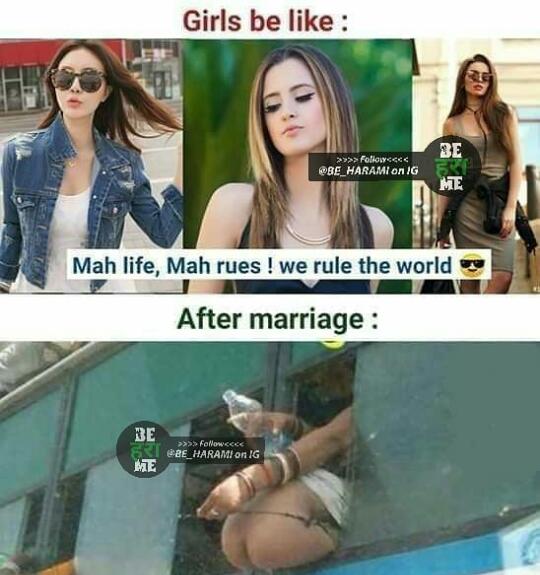 Girls be like :
>>>> Follow<<<<
@BE_HARAMI on IG
BE
हरा
ME
Mah life, Mah rues ! we rule the world 😎
After marriage :
BE
हरा
ME
>>>> Follow<<<<
@BE_HARAMI on IG